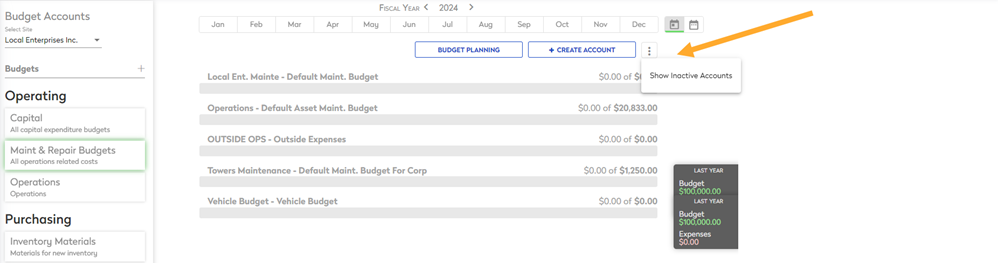 Budget Accounts
Select Site
Local Enterprises Inc.
Budgets
Operating
Capital
All capital expenditure budgets
Maint & Repair Budgets
All operations related costs
Operations
Operations
Purchasing
Inventory Materials
Materials for new inventory
FISCAL YEAR < 2024 >
Jan Feb Mar Apr May Jun Jul Aug Sep Oct Nov Dec
BUDGET PLANNING
+ CREATE ACCOUNT
Show Inactive Accounts
Local Ent. Mainte - Default Maint. Budget $0.00 of
Operations - Default Asset Maint. Budget $0.00 of $20,833.00
OUTSIDE OPS - Outside Expenses $0.00 of $0.00
Towers Maintenance - Default Maint. Budget For Corp $0.00 of $1,250.00
Vehicle Budget - Vehicle Budget $0.00 of $0.00
LAST YEAR
Budget
$100,000.00
LAST YEAR
Budget
$100,000.00
Expenses
$0.00